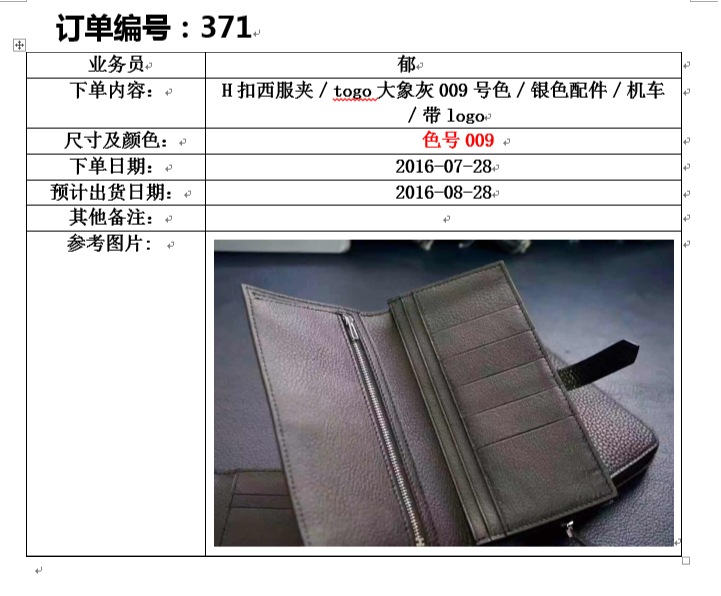 订单编号：371
业务员 郁
下单内容： H 扣西服夹 / togo 大象灰 009 号色 / 银色配件 / 机车
/ 带 logo
尺寸及颜色： 色号 009
下单日期： 2016-07-28
预计出货日期： 2016-08-28
其他备注：
参考图片: